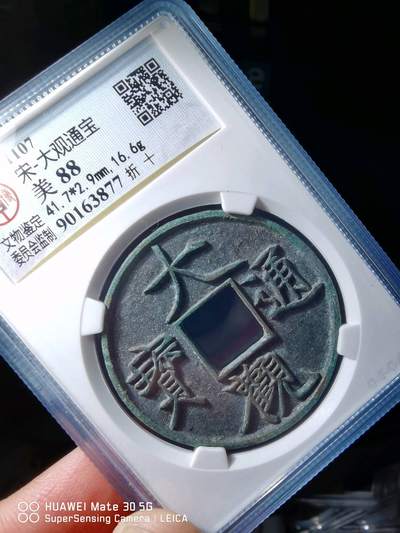 1107
宋·大观通宝
美 88
41.7*2.9mm,16.6g
90163877 折十
文物鉴定
委员会监制
大觀通寳
HUAWEI Mate 30 5G
SuperSensing Camera | LEICA